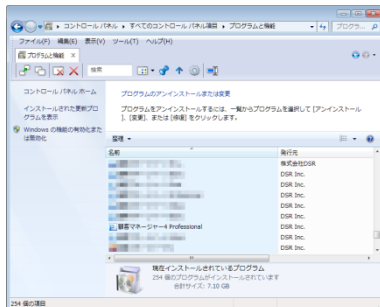 コントロール パネル ▸ すべてのコントロール パネル項目 ▸ プログラムと機能
プログラ...
ファイル(F) 編集(E) 表示(V) ツール(T) ヘルプ(H)
プログラムと機能
検索
コントロール パネル ホーム
インストールされた更新プログラムを表示
Windows の機能の有効化または無効化
プログラムのアンインストールまたは変更
プログラムをアンインストールするには、一覧からプログラムを選択して [アンインストール
]、[変更]、または [修復] をクリックします。
整理
名前 発行元
株式会社DSR
DSR Inc.
DSR Inc.
DSR Inc.
DSR Inc.
DSR Inc.
顧客マネージャー4 Professional DSR Inc.
DSR Inc.
DSR Inc.
現在インストールされているプログラム
254 個のプログラムがインストールされています
合計サイズ: 7.10 GB
254 個の項目